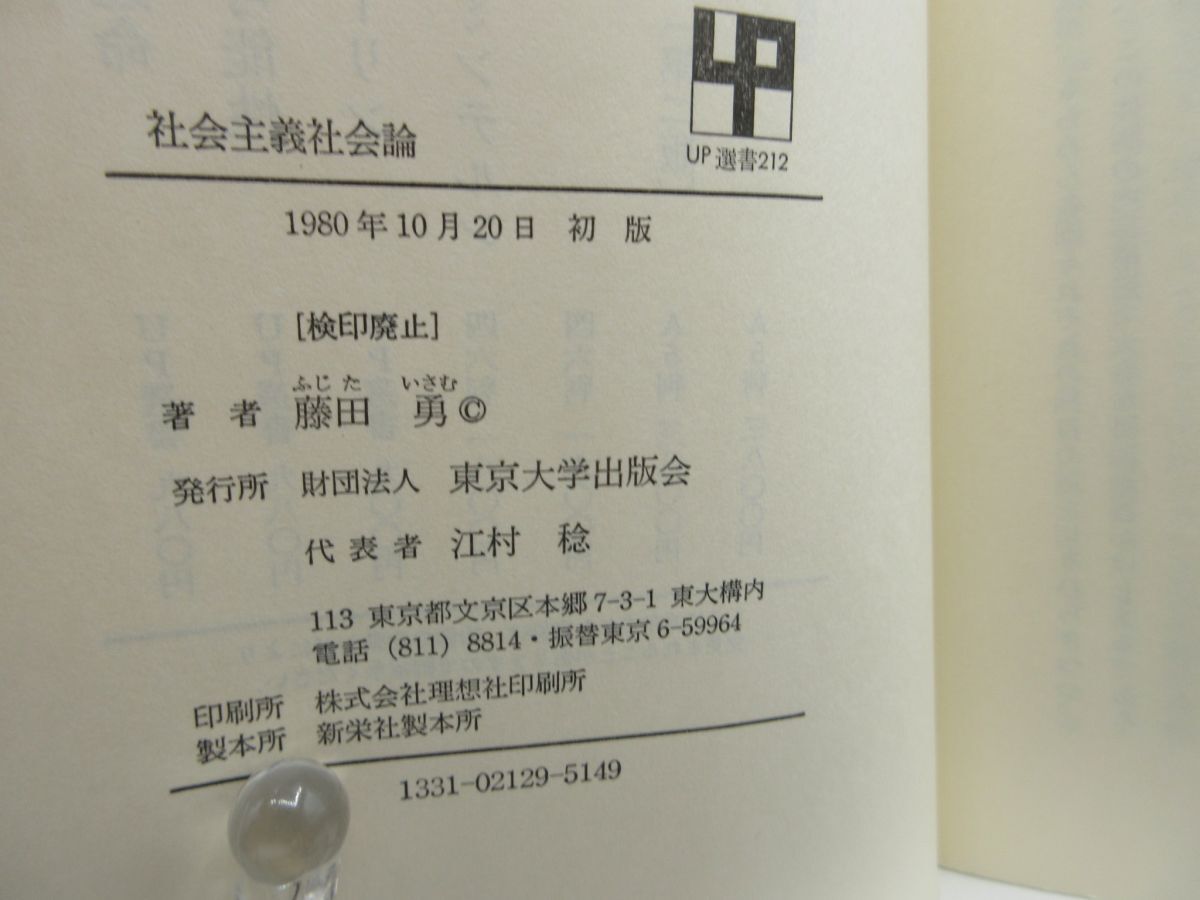 UP
UP選書212
社会主義社会論
1980年10月20日 初 版
[検印廃止]
ふじ た いさむ
著 者 藤田 勇©
発行所 財団法人 東京大学出版会
代表者 江村 稔
113 東京都文京区本郷7-3-1 東大構内
電話 (811) 8814・振替東京6-59964
印刷所 株式会社理想社印刷所
製本所 新栄社製本所
1331-02129-5149